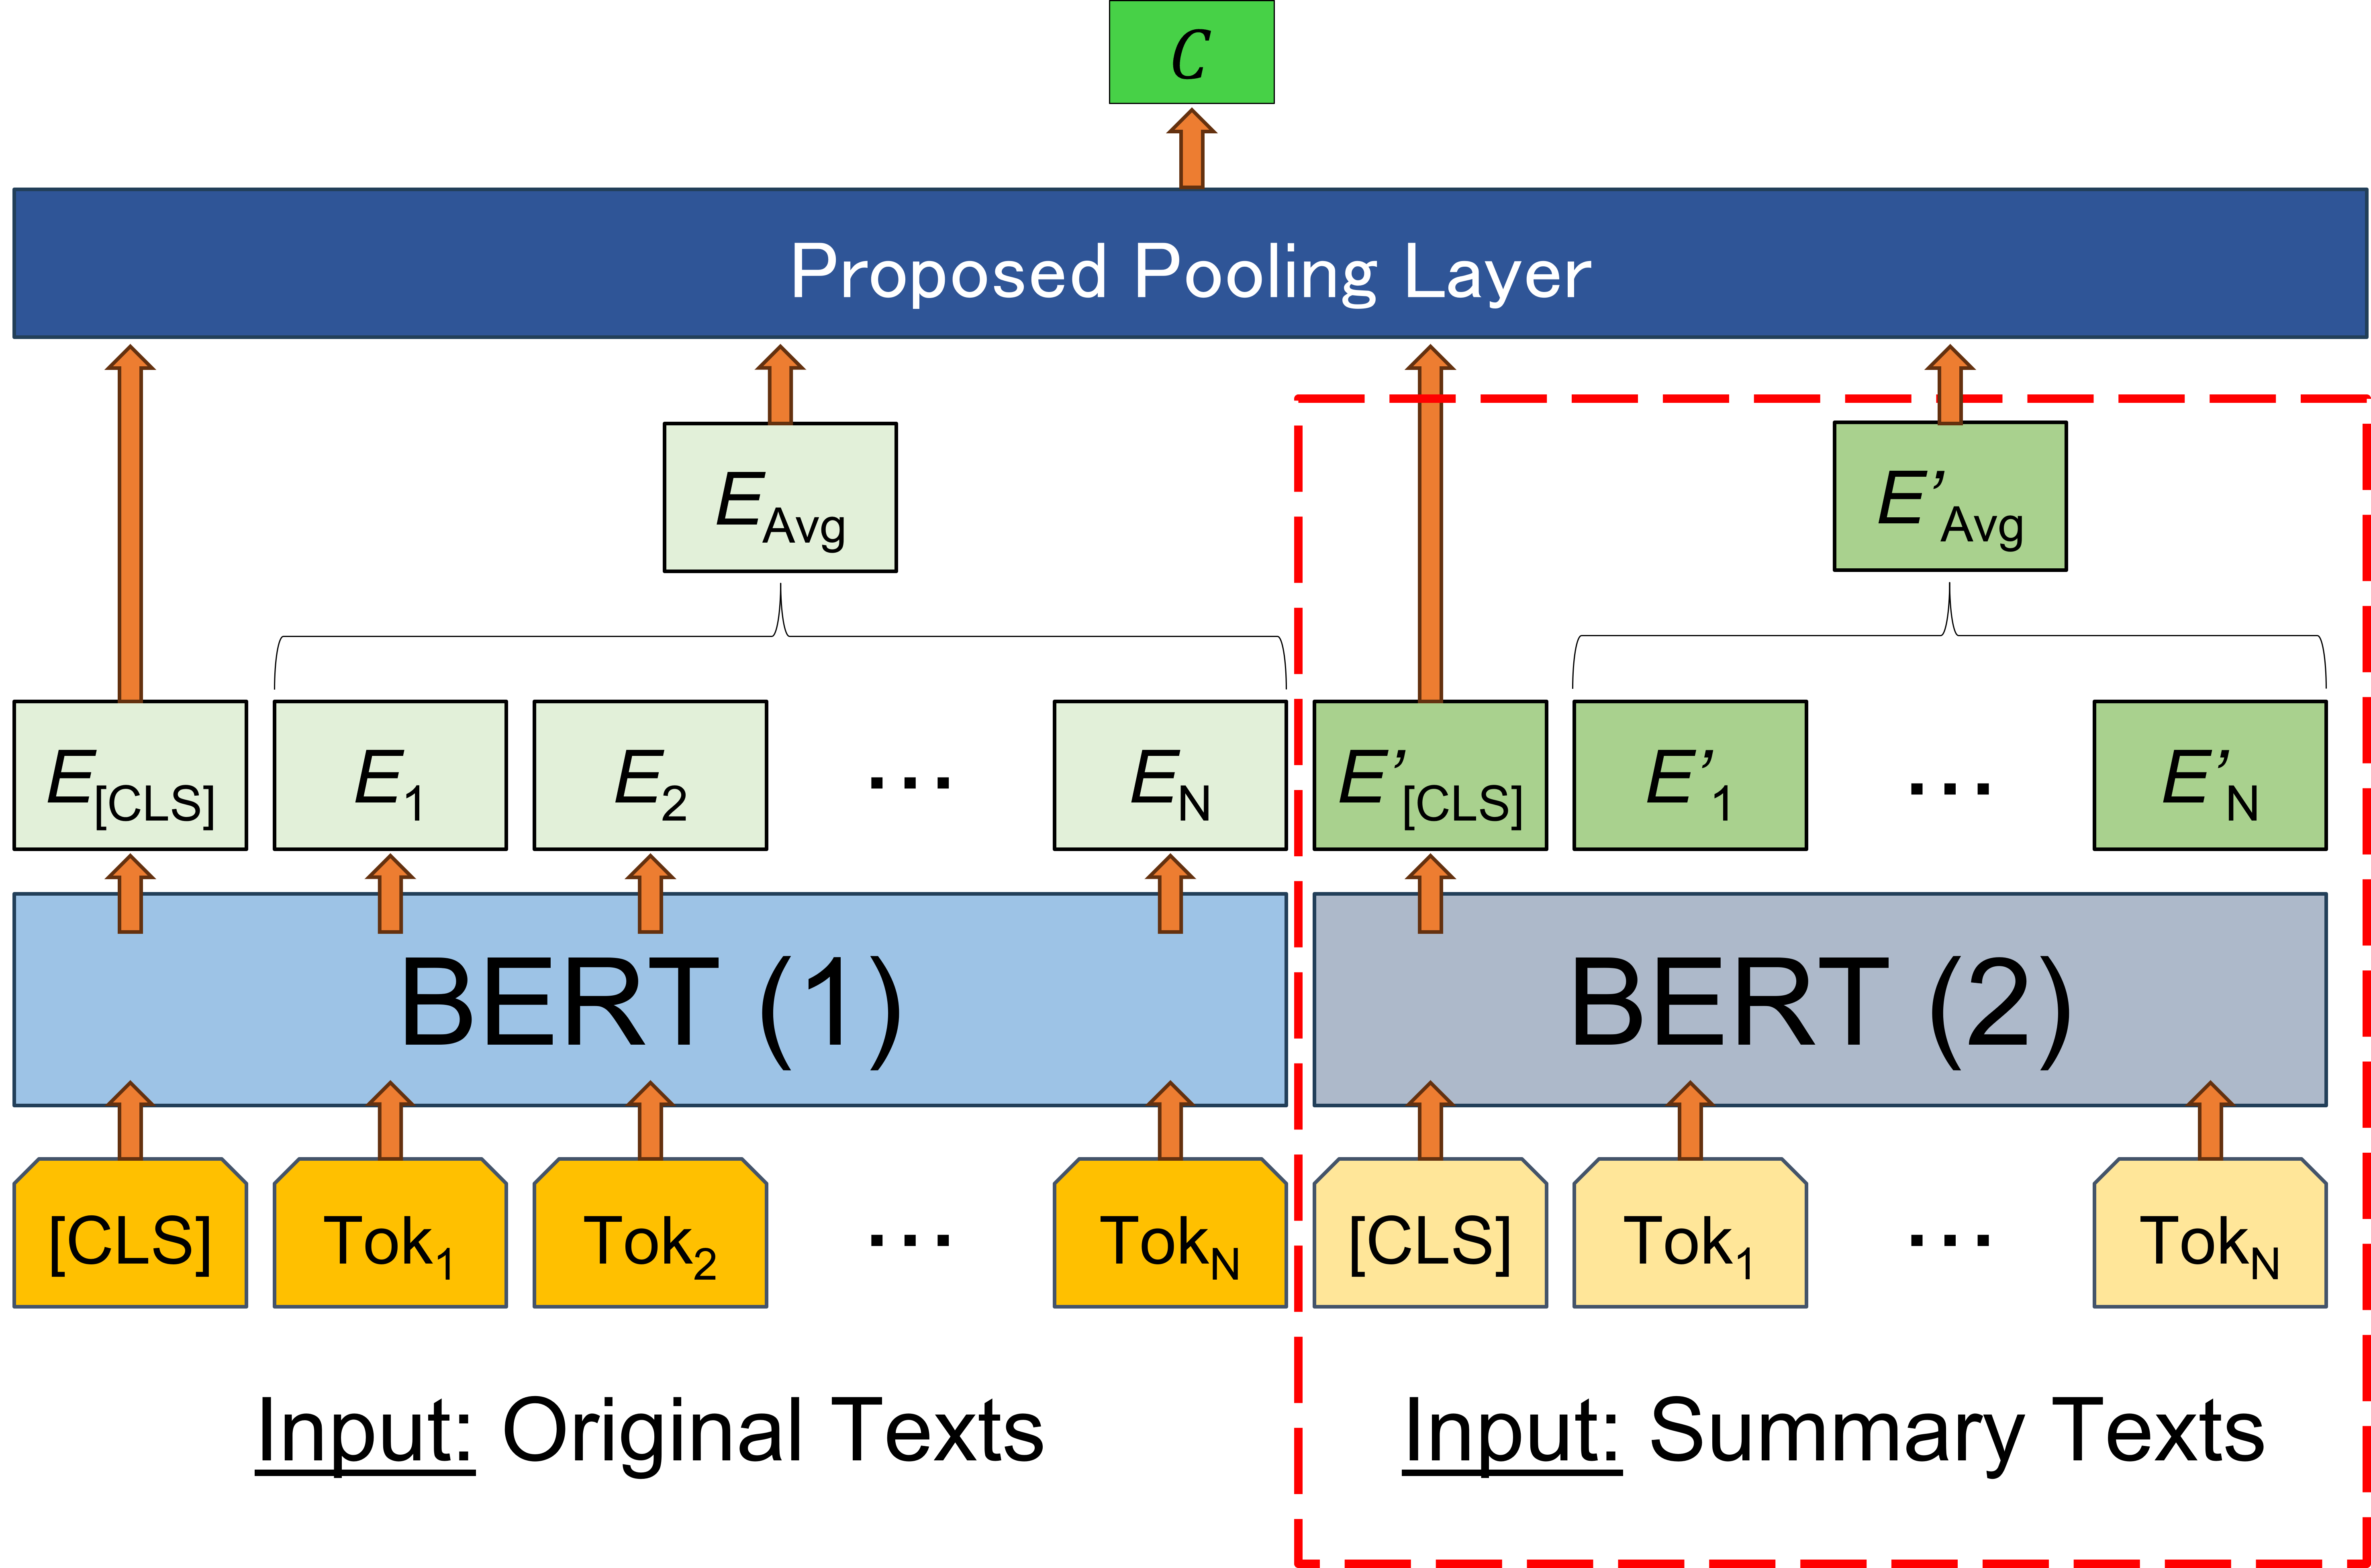 C
Proposed Pooling Layer
E_Avg E'_Avg
E_[CLS] E_1 E_2 ... E_N E'_[CLS] E'_1 ... E'_N
BERT (1) BERT (2)
[CLS] Tok_1 Tok_2 ... Tok_N [CLS] Tok_1 ... Tok_N
Input: Original Texts Input: Summary Texts